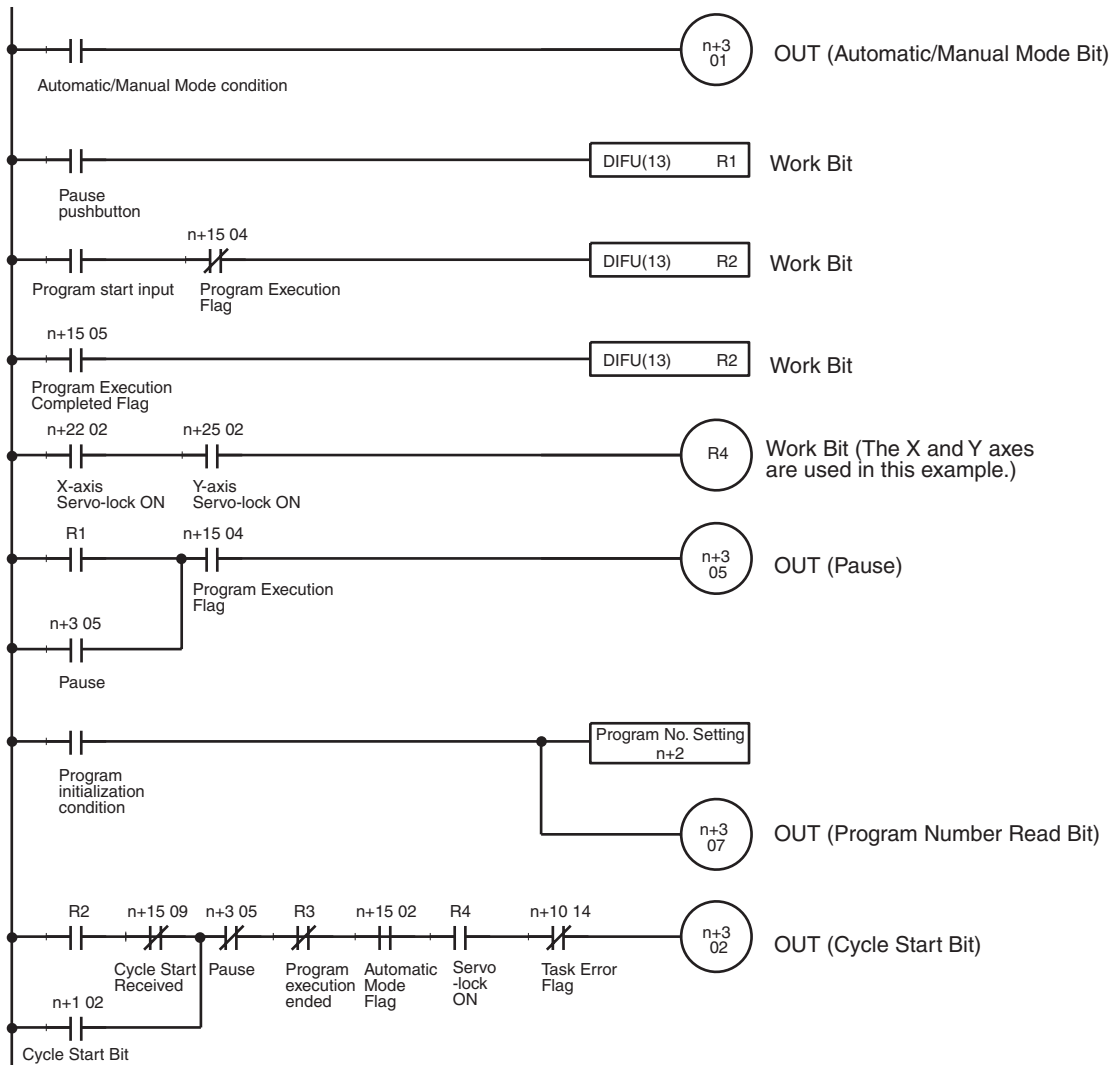 n+3
01
OUT (Automatic/Manual Mode Bit)
Automatic/Manual Mode condition
DIFU(13) R1
Work Bit
Pause
pushbutton
n+15 04
DIFU(13) R2
Work Bit
Program start input
Program Execution
Flag
n+15 05
DIFU(13) R2
Work Bit
Program Execution
Completed Flag
n+22 02
n+25 02
R4
Work Bit (The X and Y axes
are used in this example.)
X-axis
Servo-lock ON
Y-axis
Servo-lock ON
R1
n+15 04
n+3
05
OUT (Pause)
Program Execution
Flag
n+3 05
Pause
Program No. Setting
n+2
Program
initialization
condition
n+3
07
OUT (Program Number Read Bit)
R2
n+15 09
n+3 05
R3
n+15 02
R4
n+10 14
n+3
02
OUT (Cycle Start Bit)
Cycle Start
Received
Pause
Program
execution
ended
Automatic
Mode
Flag
Servo
-lock
ON
Task Error
Flag
n+1 02
Cycle Start Bit